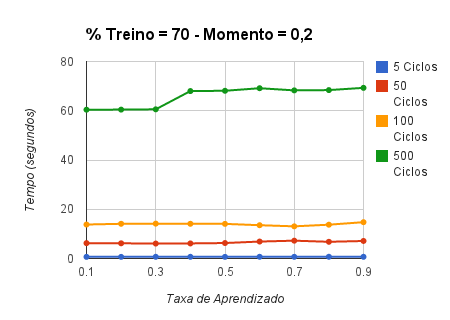 % Treino = 70 - Momento = 0,2
80
60
40
20
0
0.1
0.3
0.5
0.7
0.9
Tempo (segundos)
Taxa de Aprendizado
5 Ciclos
50
Ciclos
100
Ciclos
500
Ciclos